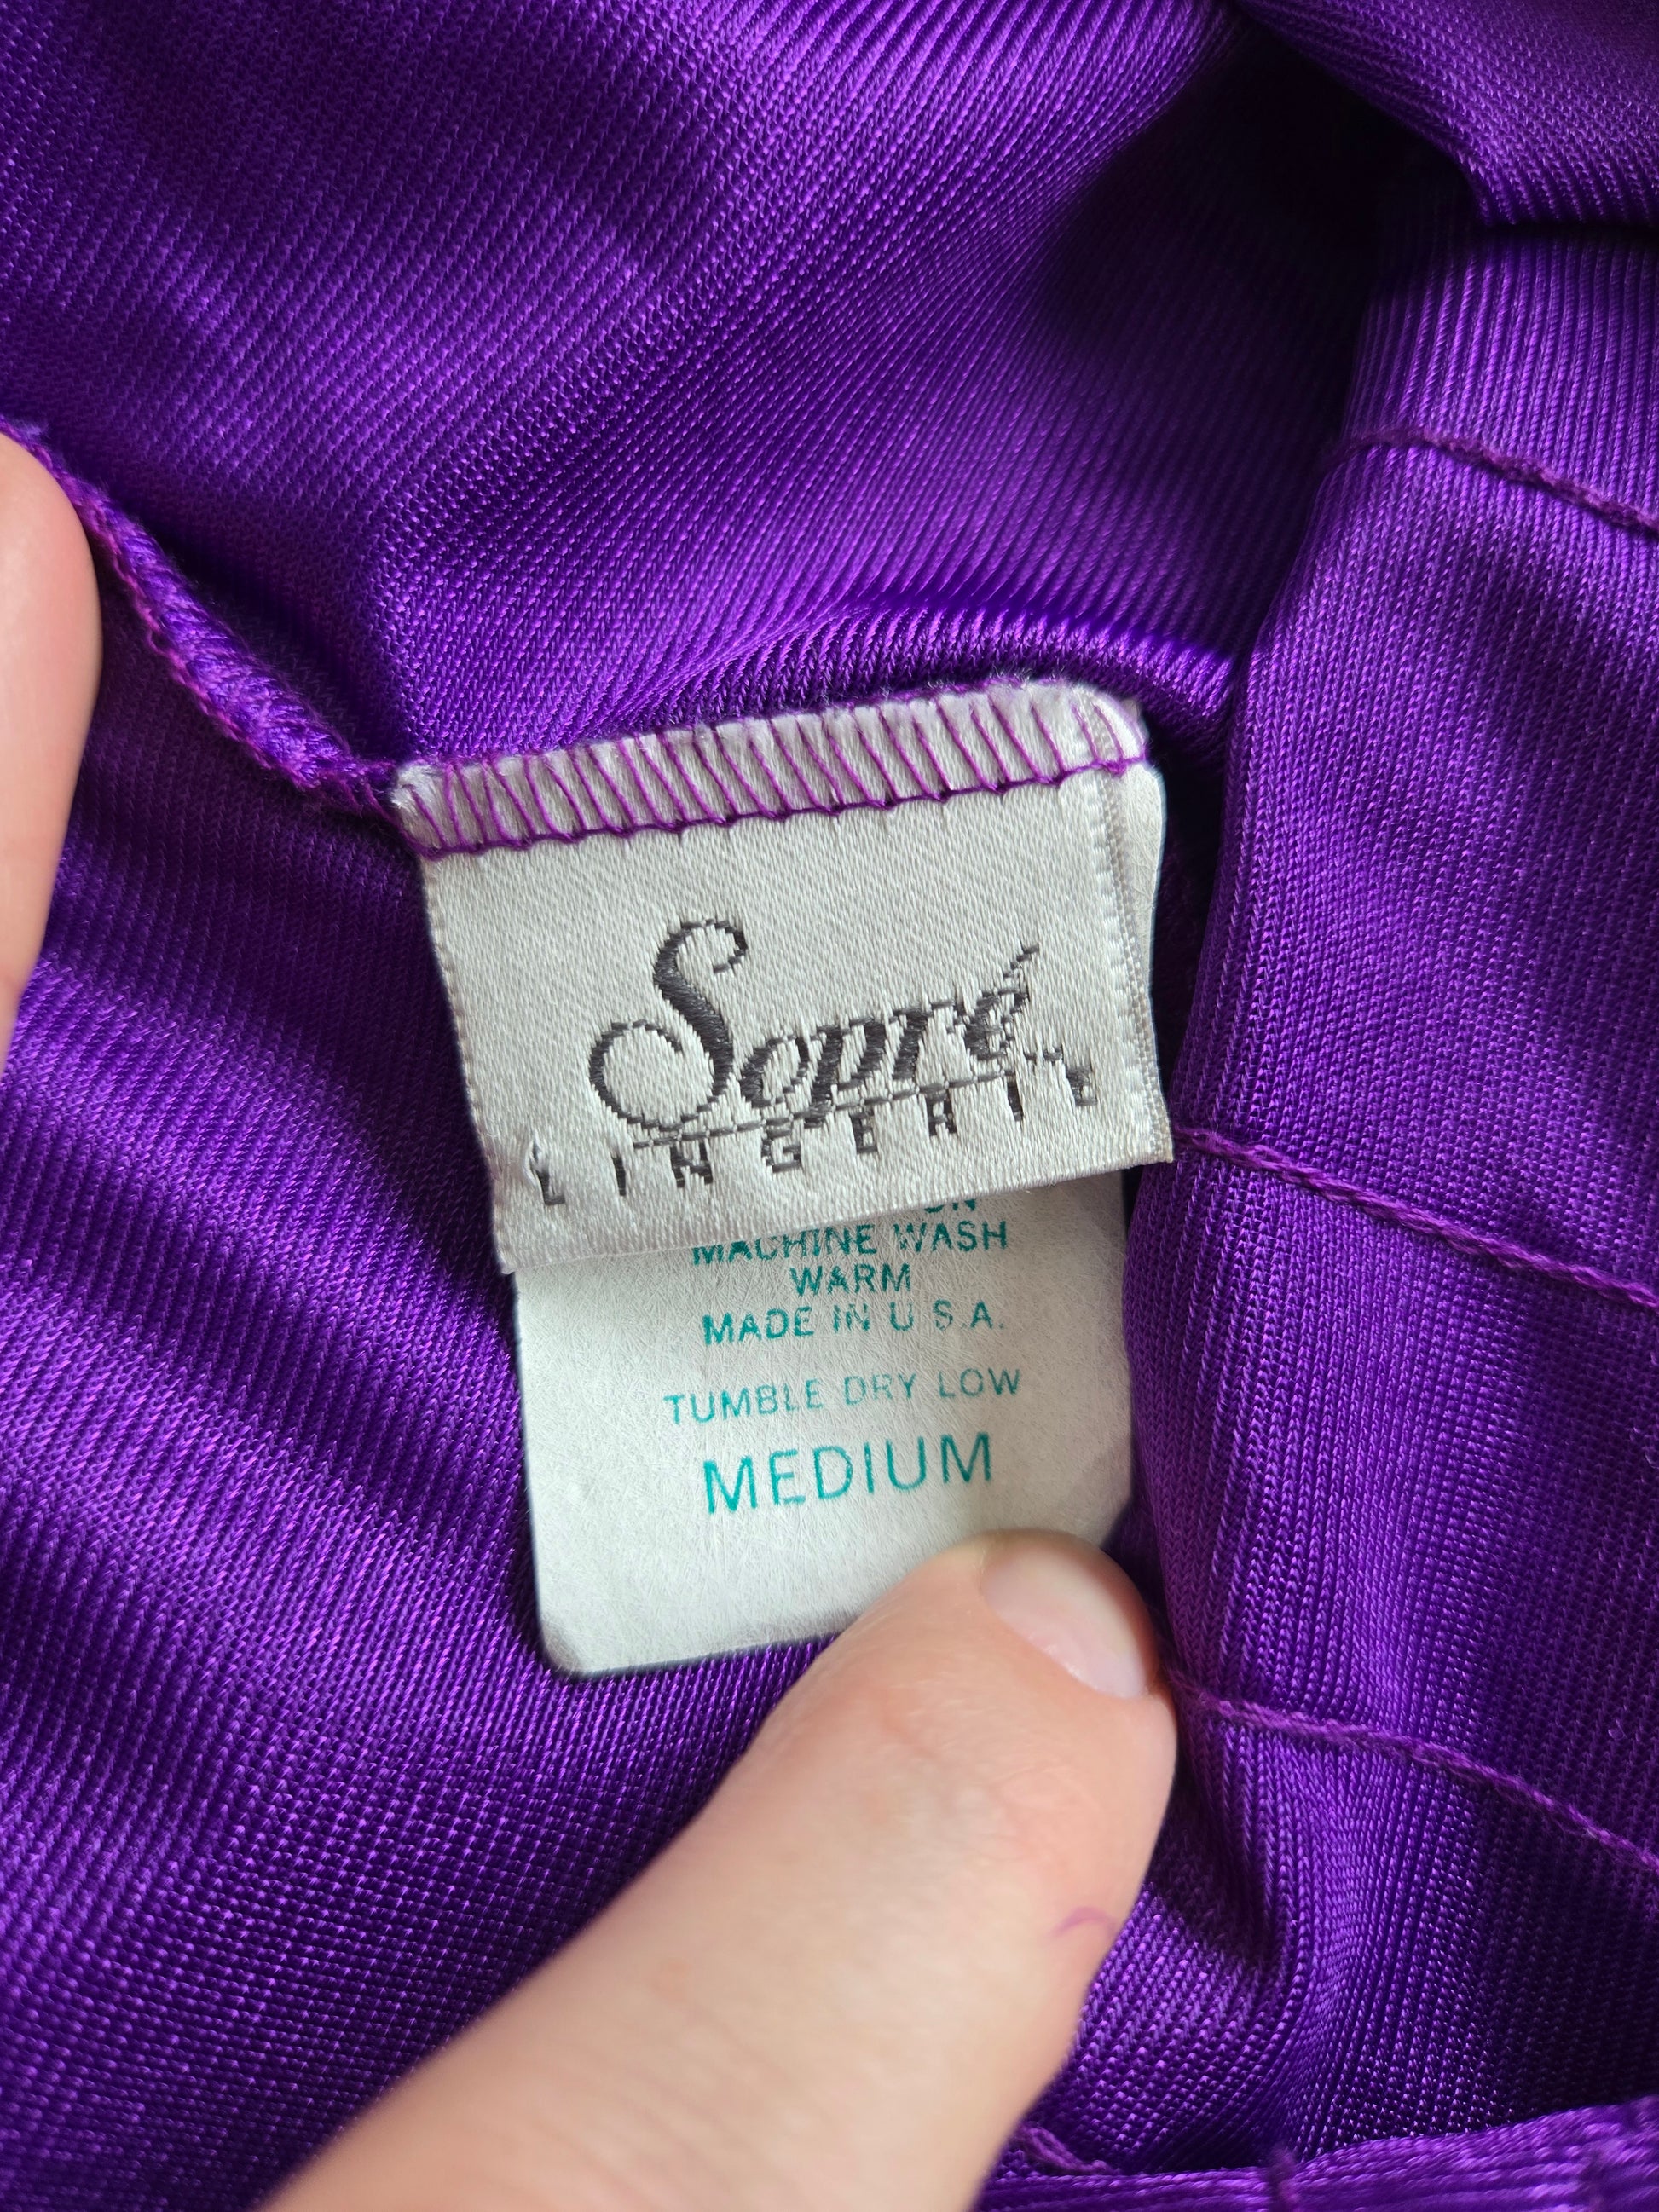 Sopré
LINGERIE
MACHINE WASH
WARM
MADE IN U.S.A.
TUMBLE DRY LOW
MEDIUM